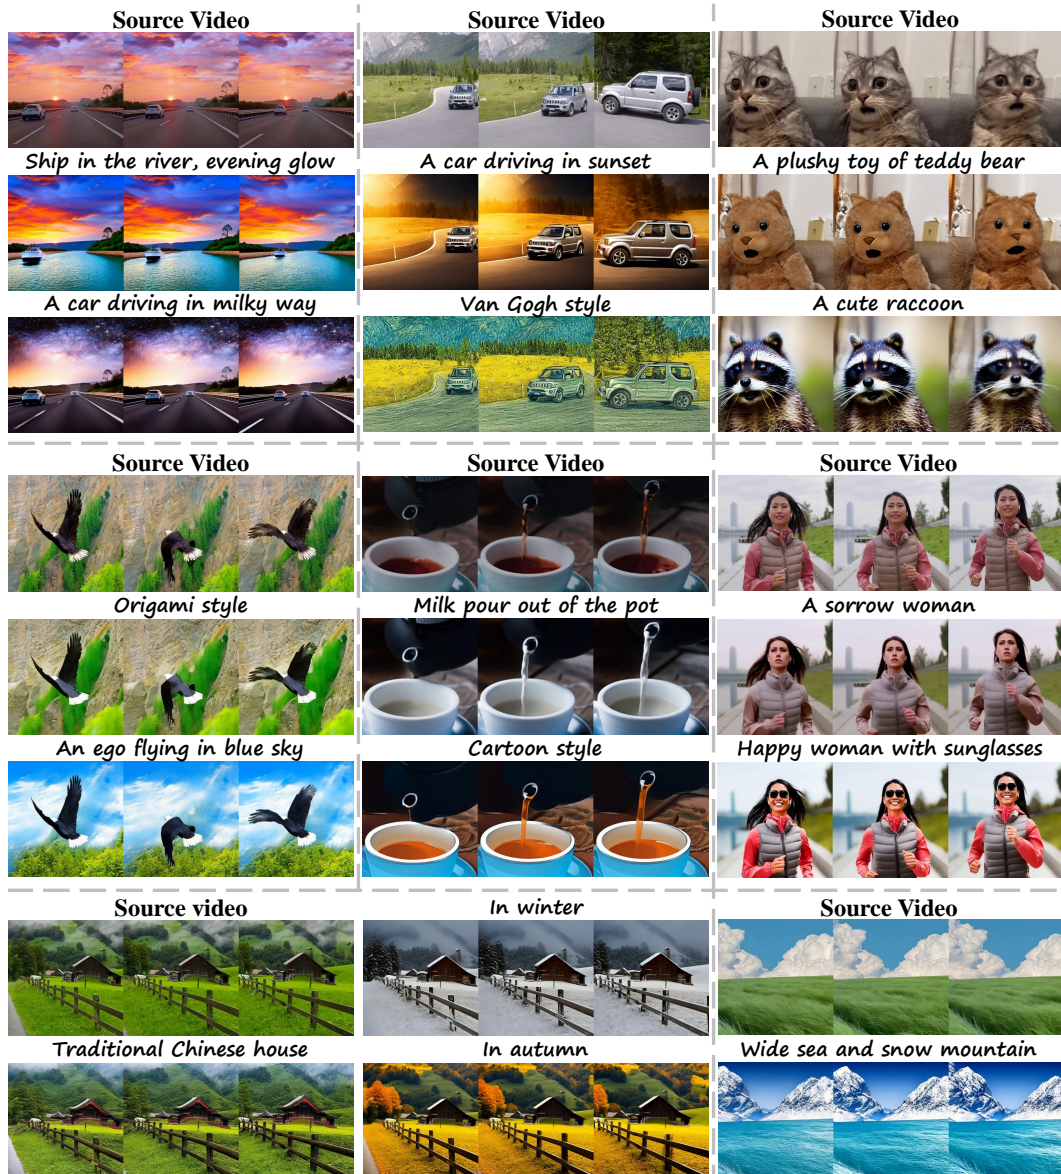 Source Video
Source Video
Source Video
Ship in the river, evening glow
A car driving in sunset
A plushy toy of teddy bear
A car driving in milky way
Van Gogh style
A cute raccoon
Source Video
Source Video
Source Video
Origami style
Milk pour out of the pot
A sorrow woman
An ego flying in blue sky
Cartoon style
Happy woman with sunglasses
Source video
In winter
Source Video
Traditional Chinese house
In autumn
Wide sea and snow mountain